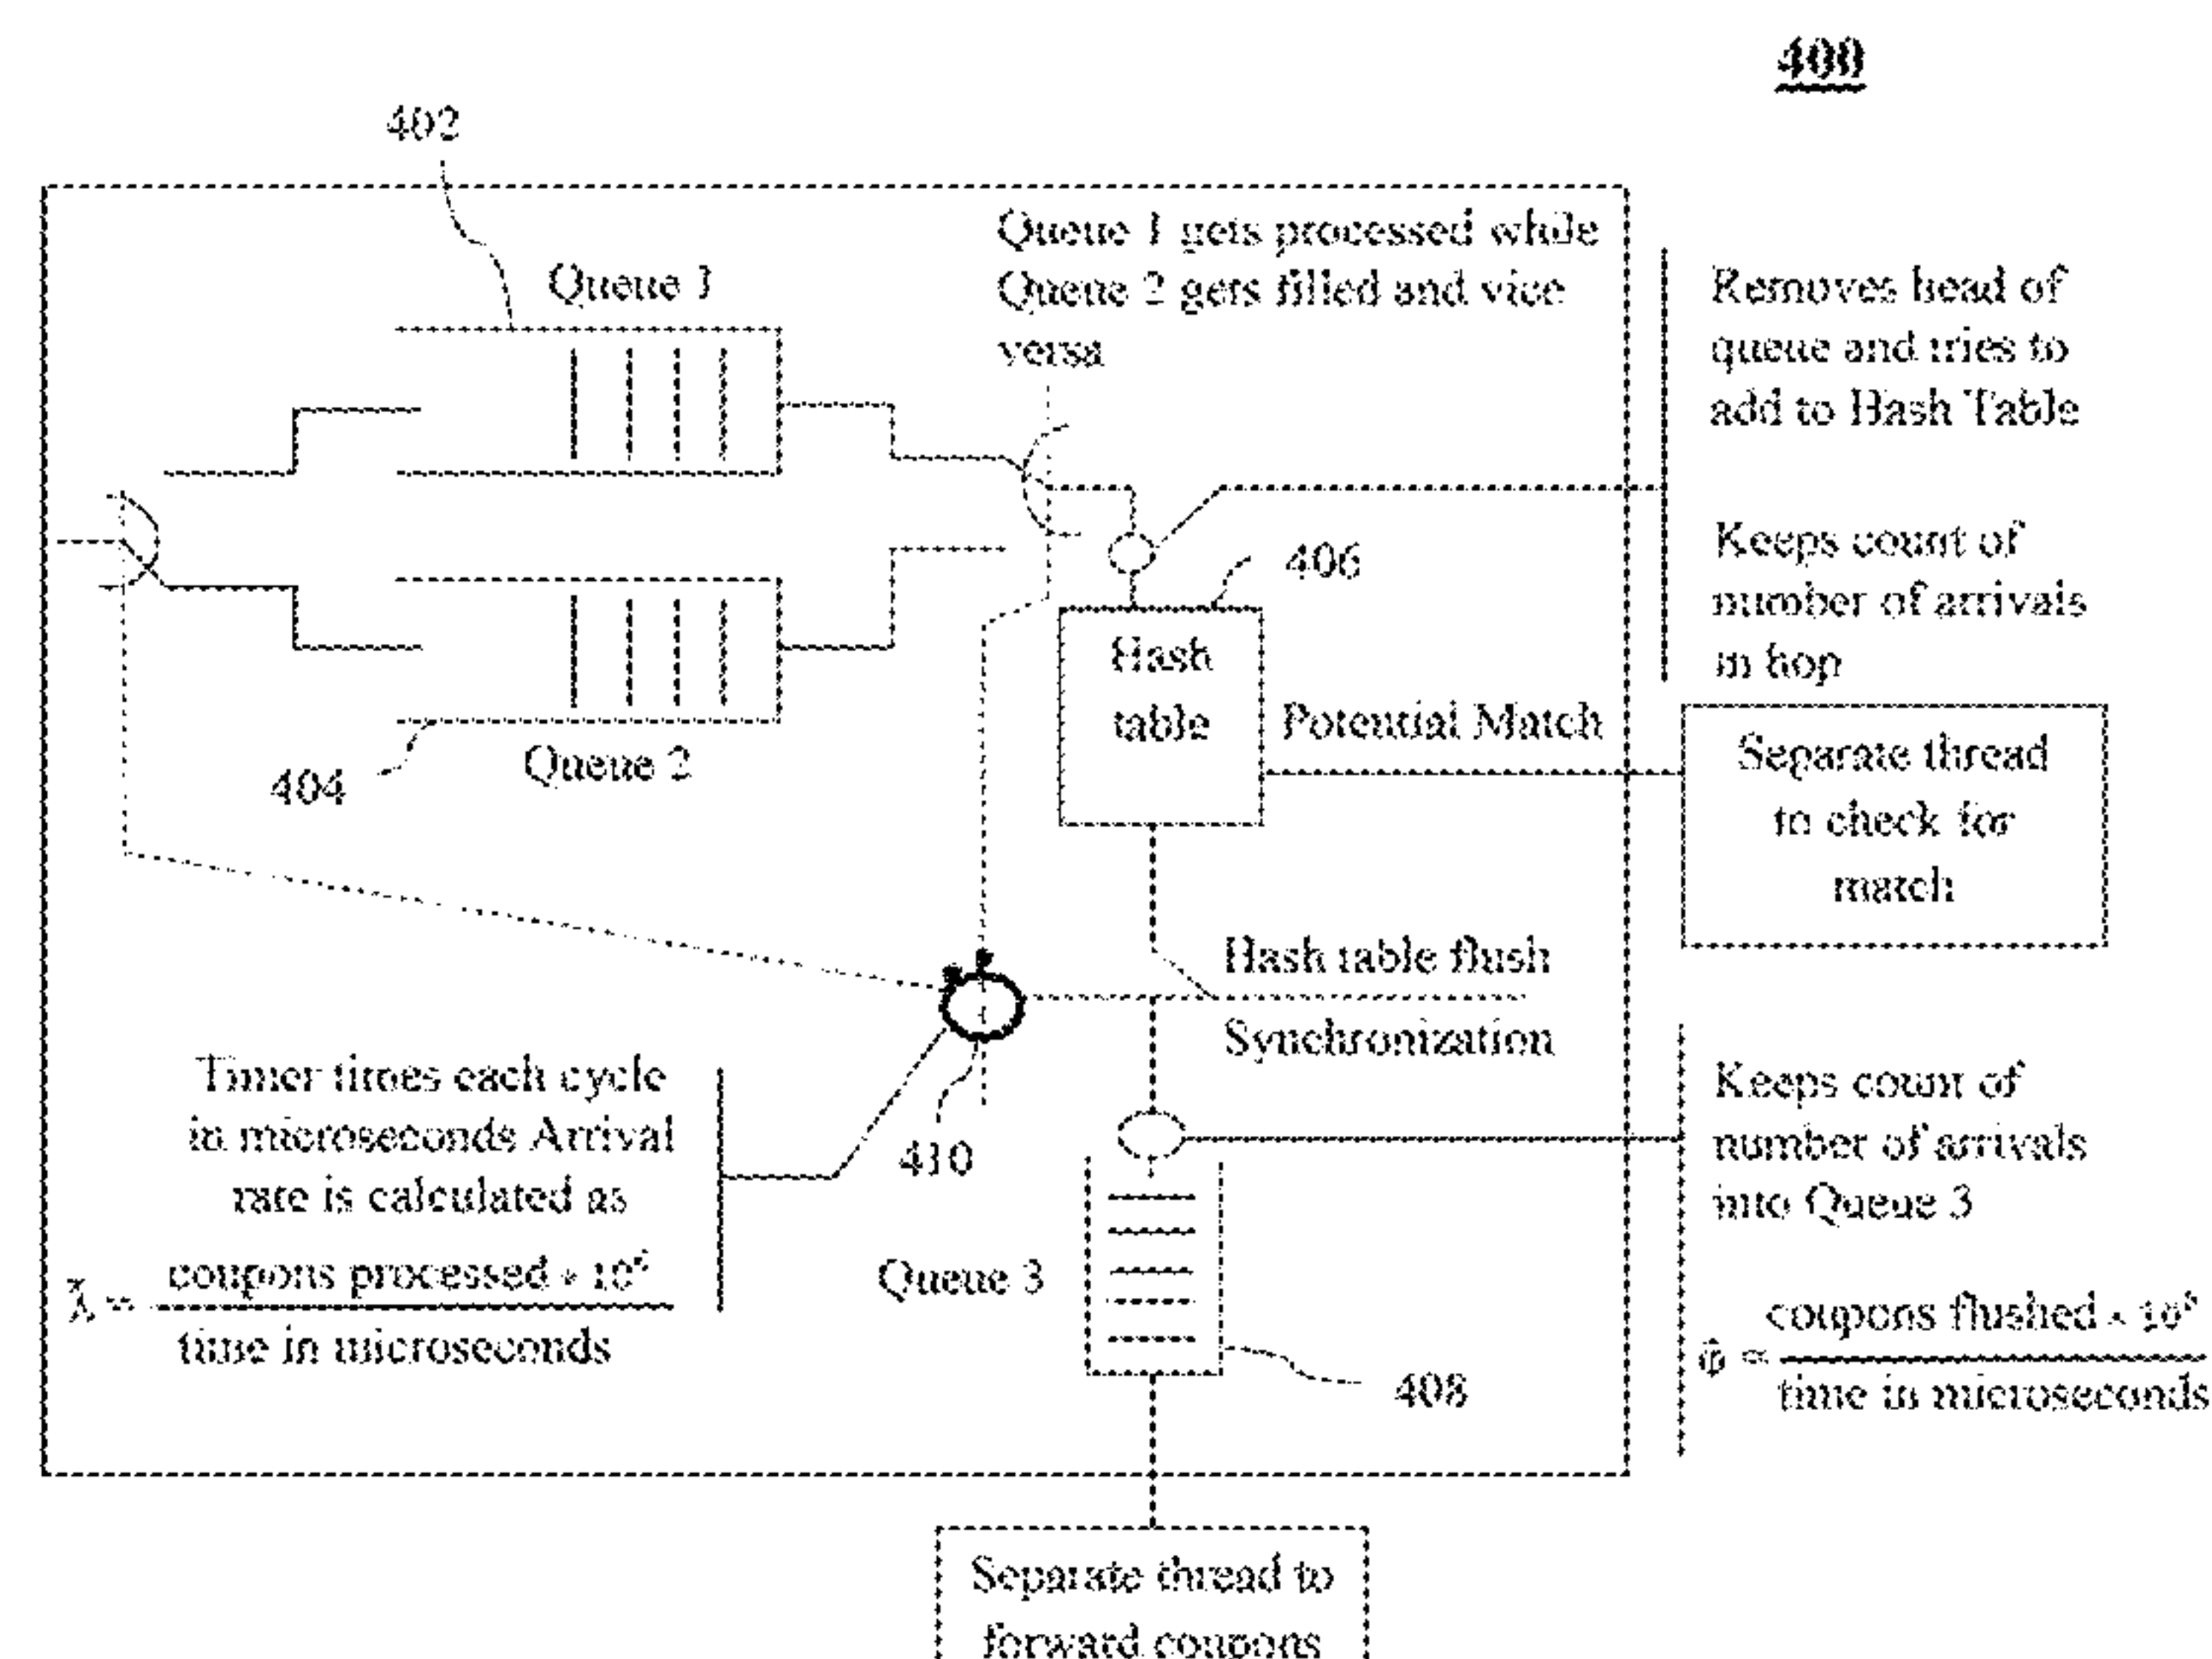 400
402
Queue 1
Queue 1 gets processed while
Queue 2 gets filled and vice
versa
Removes head of
queue and tries to
add to Hash Table
Keeps count of
number of arrivals
in hop
406
Hash
table
Potential Match
Separate thread
to check for
match
404
Queue 2
Hash table flush
Synchronization
Timer times each cycle
in microseconds Arrival
rate is calculated as
coupons processed * 10⁶
time in microseconds
410
Queue 3
408
Keeps count of
number of arrivals
into Queue 3
coupons flushed * 10⁶
time in microseconds
Separate thread to
forward coupons